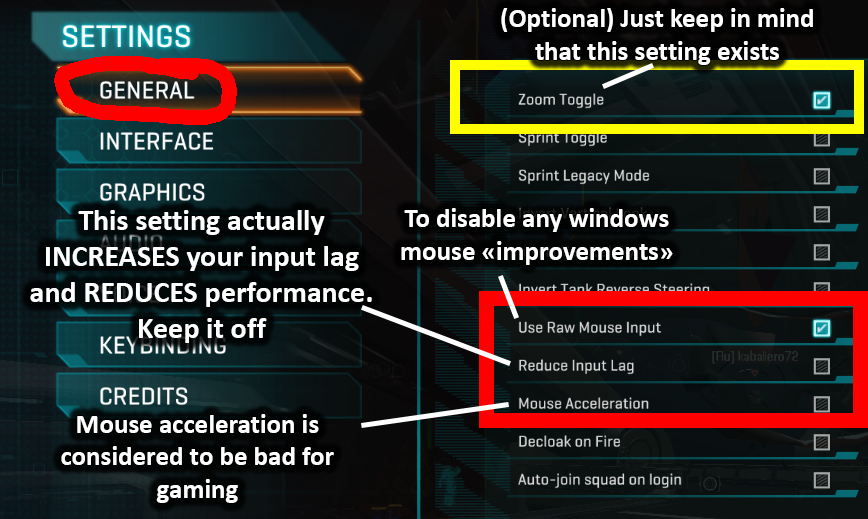 SETTINGS
GENERAL
INTERFACE
GRAPHICS
AUDIO
KEYBINDING
CREDITS
This setting actually
INCREASES your input lag
and REDUCES performance.
Keep it off
Mouse acceleration is
considered to be bad for
gaming
(Optional) Just keep in mind
that this setting exists
Zoom Toggle
Sprint Toggle
Sprint Legacy Mode
To disable any windows
mouse «improvements»
Invert Tank Reverse Steering
Use Raw Mouse Input
Reduce Input Lag
[Flu] kaballero72
Mouse Acceleration
Decloak on Fire
Auto-join squad on login